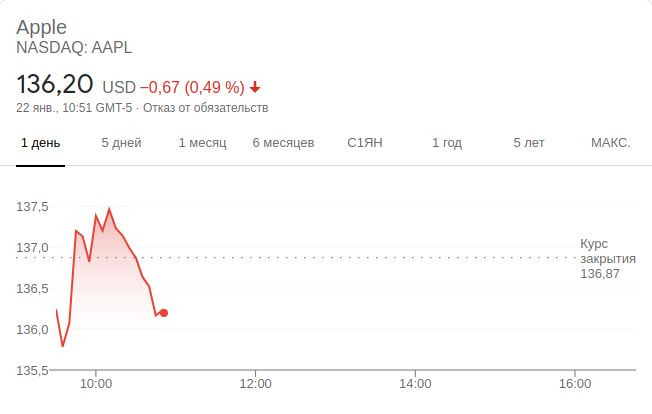 Apple
NASDAQ: AAPL
136,20 USD −0,67 (0,49 %)
22 янв., 10:51 GMT-5 · Отказ от обязательств
1 день 5 дней 1 месяц 6 месяцев С1ЯН 1 год 5 лет МАКС.
137,5
137,0
136,5
136,0
135,5
Курс
закрытия
136,87
10:00 12:00 14:00 16:00